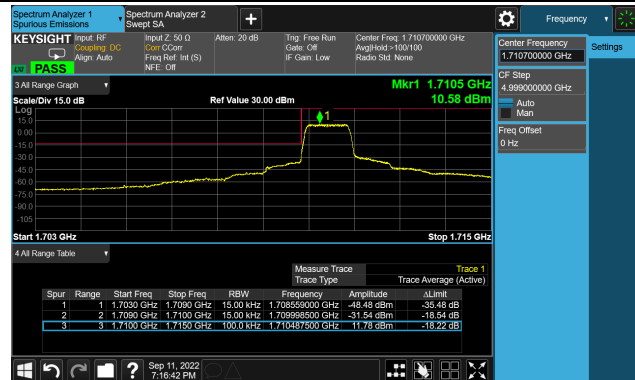 Spectrum Analyzer 1
Spurious Emissions
Spectrum Analyzer 2
Swept SA
Frequency
KEYSIGHT
Input: RF
Coupling: DC
Align: Auto
Input Z: 50 Ω
Corr CCorr
Freq Ref: Int (S)
NFE: Off
Atten: 20 dB
Trig: Free Run
Gate: Off
IF Gain: Low
Center Freq: 1.710700000 GHz
Avg|Hold:>100/100
Radio Std: None
LXI
PASS
Center Frequency
1.710700000 GHz
Settings
CF Step
4.999000000 GHz
Auto
Man
Freq Offset
0 Hz
3 All Range Graph
Mkr1 1.7105 GHz
10.58 dBm
Scale/Div 15.0 dB
Ref Value 30.00 dBm
Log
15.0
0.00
-15.0
-30.0
-45.0
-60.0
-75.0
-90.0
-105
1
Start 1.703 GHz
Stop 1.715 GHz
4 All Range Table
Measure Trace Trace 1
Trace Type Trace Average (Active)
Spur Range Start Freq Stop Freq RBW Frequency Amplitude ΔLimit
1 1 1.7030 GHz 1.7090 GHz 15.00 kHz 1.708559000 GHz -48.48 dBm -35.48 dB
2 2 1.7090 GHz 1.7100 GHz 15.00 kHz 1.709998500 GHz -31.54 dBm -18.54 dB
3 3 1.7100 GHz 1.7150 GHz 100.0 kHz 1.710487500 GHz 11.78 dBm -18.22 dB
Sep 11, 2022
7:16:42 PM